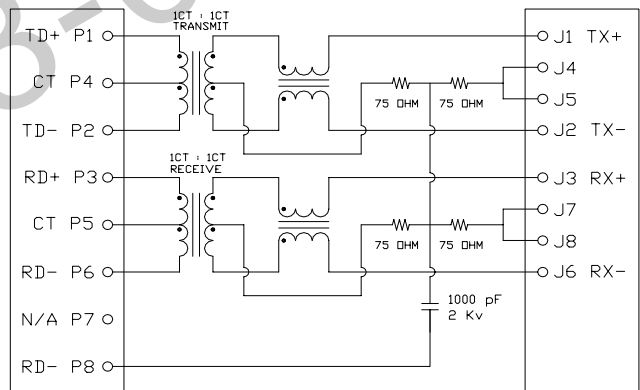 1CT : 1CT
TRANSMIT
TD+ P1
J1 TX+
J4
CT P4
75 OHM
75 OHM
J5
TD- P2
J2 TX-
1CT : 1CT
RECEIVE
RD+ P3
J3 RX+
J7
CT P5
75 OHM
75 OHM
J8
RD- P6
J6 RX-
1000 pF
2 Kv
N/A P7
RD- P8